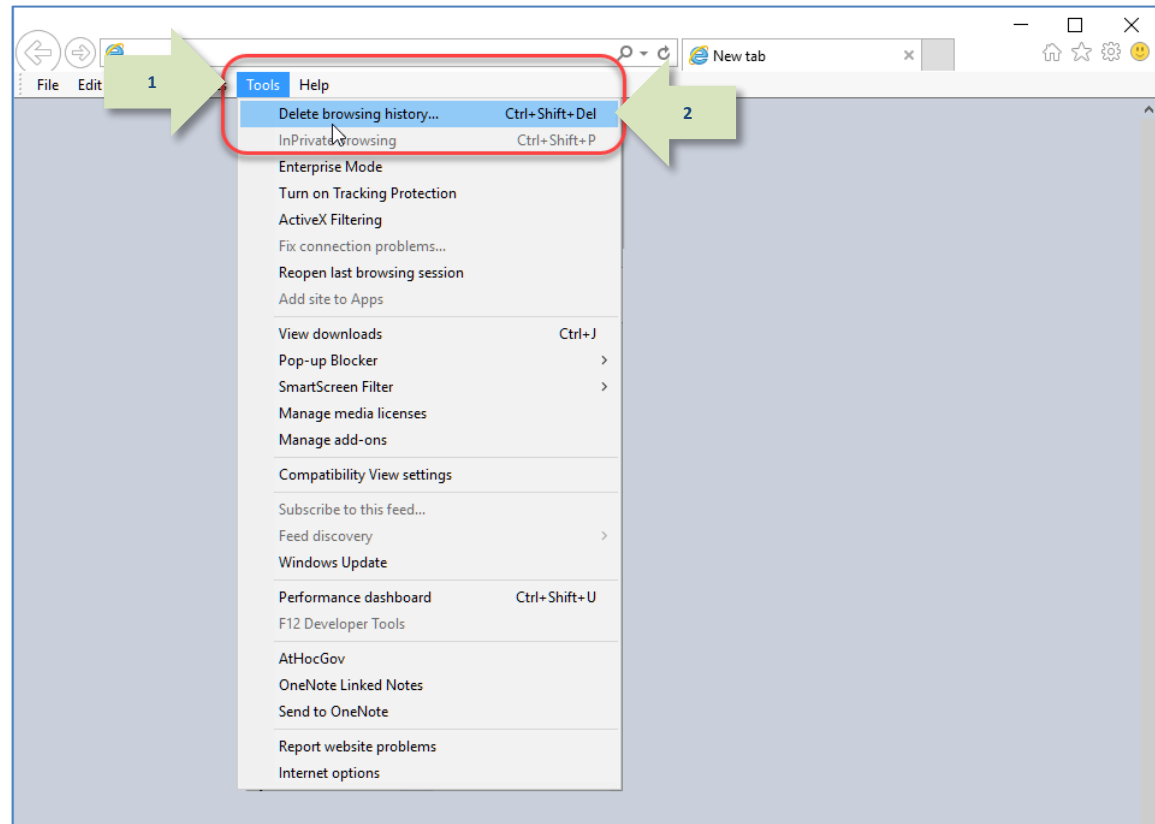 New tab
File Edit Tools Help
1
2
Delete browsing history... Ctrl+Shift+Del
InPrivate Browsing Ctrl+Shift+P
Enterprise Mode
Turn on Tracking Protection
ActiveX Filtering
Fix connection problems...
Reopen last browsing session
Add site to Apps
View downloads Ctrl+J
Pop-up Blocker
SmartScreen Filter
Manage media licenses
Manage add-ons
Compatibility View settings
Subscribe to this feed...
Feed discovery
Windows Update
Performance dashboard Ctrl+Shift+U
F12 Developer Tools
AtHocGov
OneNote Linked Notes
Send to OneNote
Report website problems
Internet options